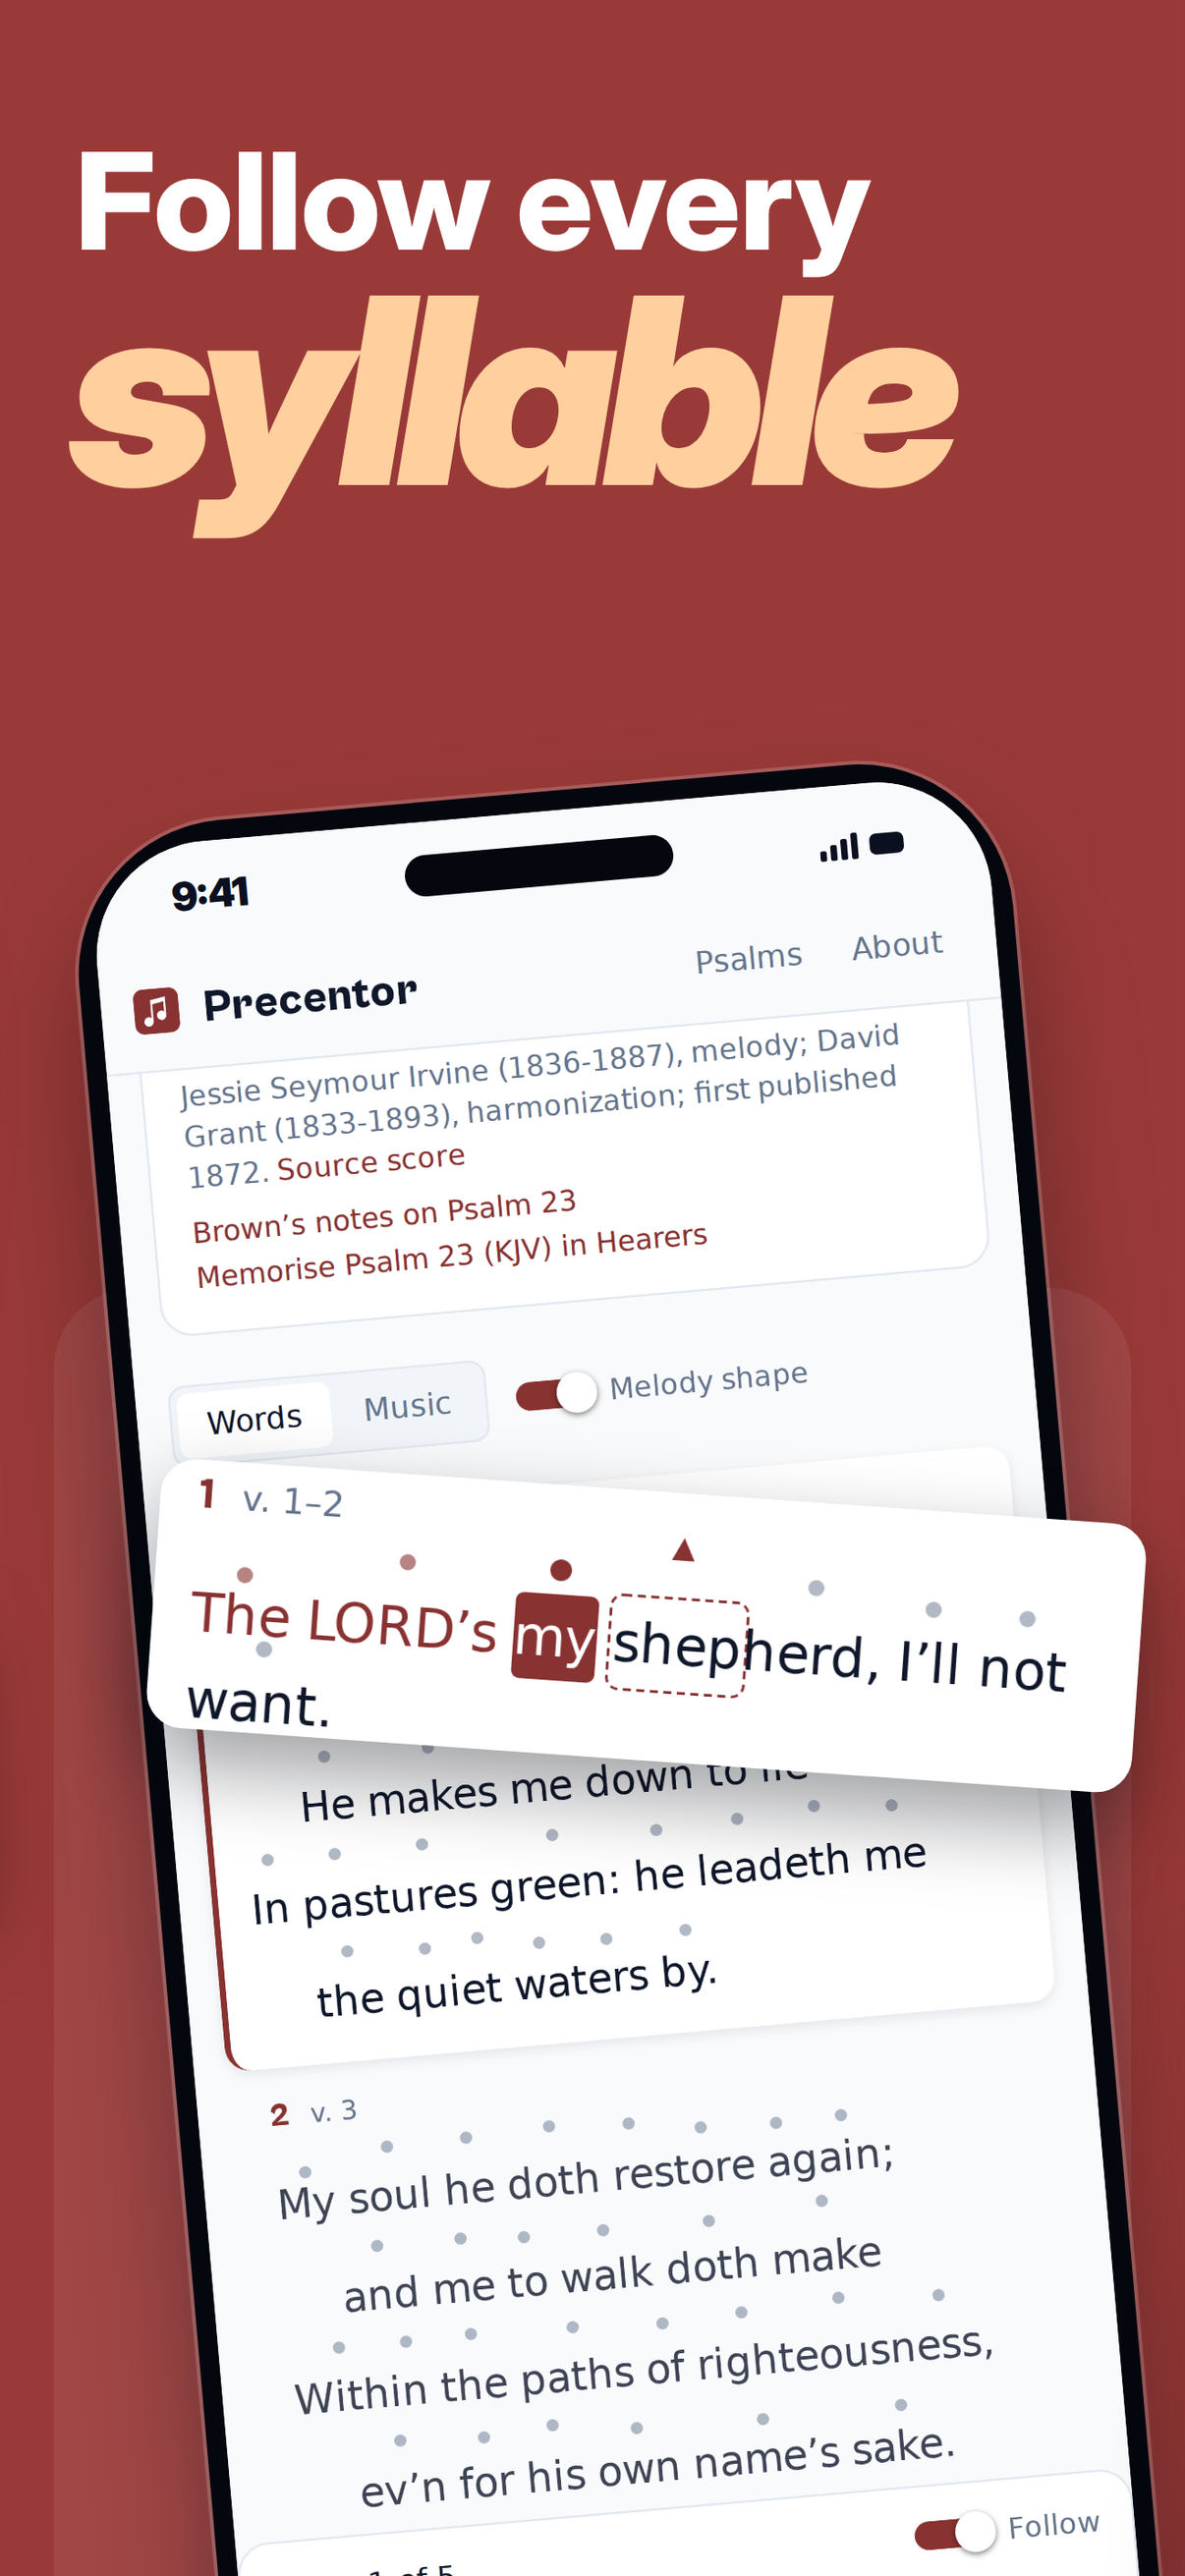 Follow every
syllable
9:41
Precentor
Psalms About
Jessie Seymour Irvine (1836-1887), melody; David
Grant (1833-1893), harmonization; first published
1872. Source score
Brown’s notes on Psalm 23
Memorise Psalm 23 (KJV) in Hearers
Words Music Melody shape
1 v. 1–2
The LORD’s my shepherd, I’ll not
want.
He makes me down to lie
In pastures green: he leadeth me
the quiet waters by.
2 v. 3
My soul he doth restore again;
and me to walk doth make
Within the paths of righteousness,
ev’n for his own name’s sake.
Follow
1 of 5